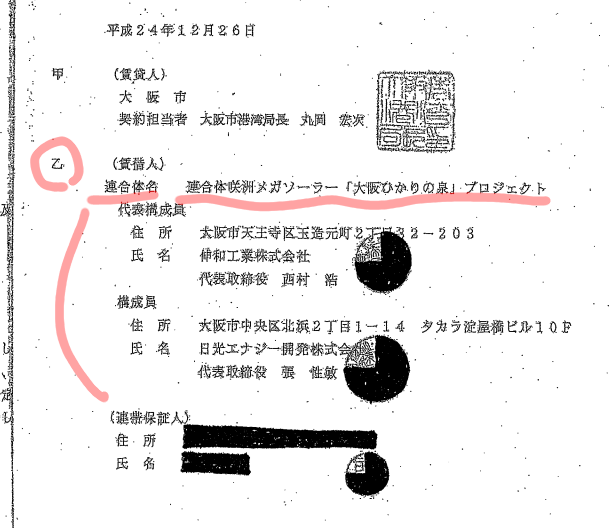 平成24年12月26日
甲 （賃貸人）
大阪市
契約担当者 大阪市港湾局長 丸岡 宏次
乙 （賃借人）
連合体名 連合体咲洲メガソーラー「大阪ひかりの泉」プロジェクト
代表構成員
住所 大阪市天王寺区玉造元町2丁目32－203
氏名 伸和工業株式会社
代表取締役 西村 浩
構成員
住所 大阪市中央区北浜2丁目1－14 タカラ淀屋橋ビル10F
氏名 日光エナジー開発株式会
代表取締役 張 性敏
（連帯保証人）
住所
氏名